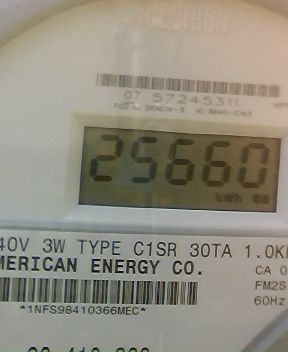 CENTRON
07 57245311
25660
kWh
40V 3W TYPE C1SR 30TA 1.0K
MERICAN ENERGY CO.
CA 0
FM2S
60Hz
*1NFS98410366MEC*